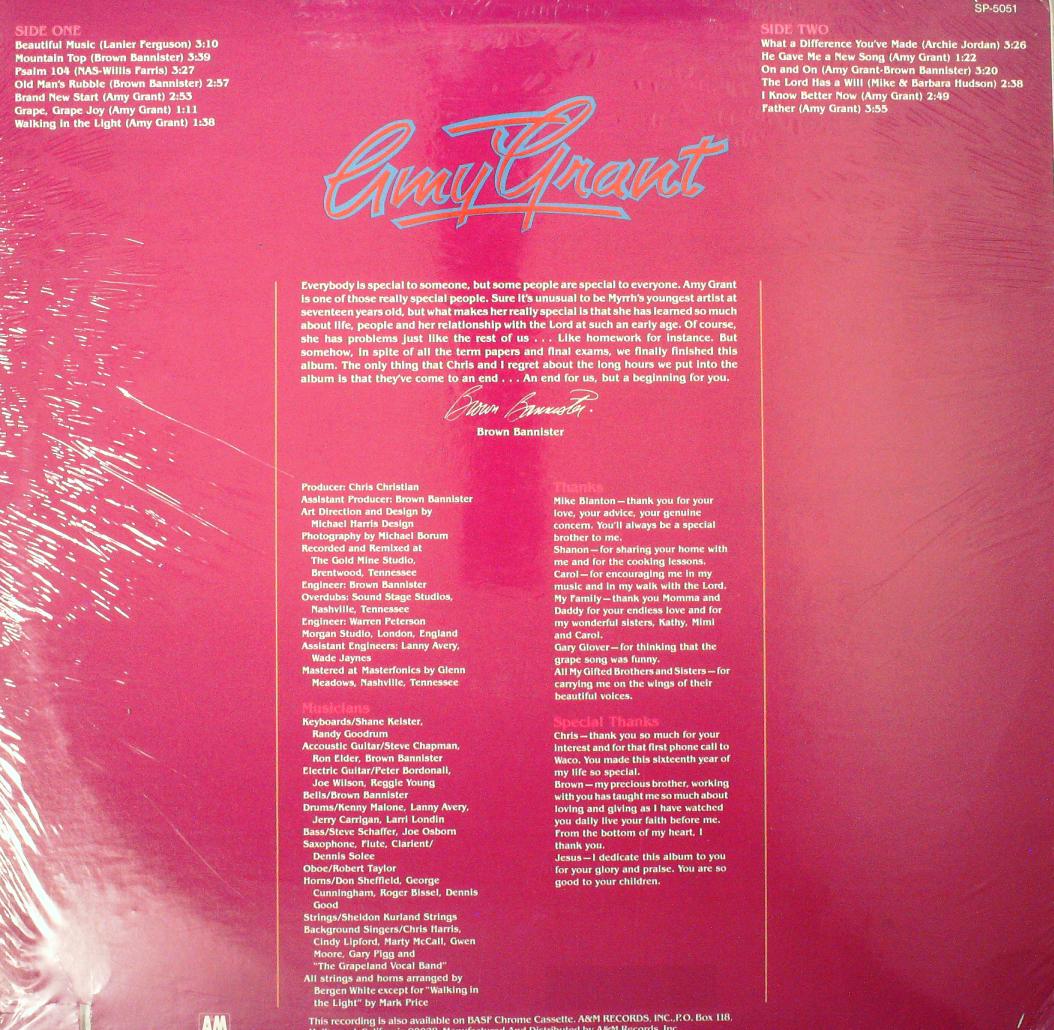 SP-5051
SIDE ONE
Beautiful Music (Lanier Ferguson) 3:10
Mountain Top (Brown Bannister) 3:39
Psalm 104 (NAS-Willis Farris) 3:27
Old Man's Rubble (Brown Bannister) 2:57
Brand New Start (Amy Grant) 2:53
Grape, Grape Joy (Amy Grant) 1:11
Walking in the Light (Amy Grant) 1:38
SIDE TWO
What a Difference You've Made (Archie Jordan) 3:26
He Gave Me a New Song (Amy Grant) 1:22
On and On (Amy Grant-Brown Bannister) 3:20
The Lord Has a Will (Mike & Barbara Hudson) 2:38
I Know Better Now (Amy Grant) 2:49
Father (Amy Grant) 3:55
Amy Grant
Everybody is special to someone, but some people are special to everyone. Amy Grant
is one of those really special people. Sure it's unusual to be Myrrh's youngest artist at
seventeen years old, but what makes her really special is that she has learned so much
about life, people and her relationship with the Lord at such an early age. Of course,
she has problems just like the rest of us . . . Like homework for instance. But
somehow, in spite of all the term papers and final exams, we finally finished this
album. The only thing that Chris and I regret about the long hours we put into the
album is that they've come to an end . . . An end for us, but a beginning for you.
Brown Bannister.
Brown Bannister
Producer: Chris Christian
Assistant Producer: Brown Bannister
Art Direction and Design by
Michael Harris Design
Photography by Michael Borum
Recorded and Remixed at
The Gold Mine Studio,
Brentwood, Tennessee
Engineer: Brown Bannister
Overdubs: Sound Stage Studios,
Nashville, Tennessee
Engineer: Warren Peterson
Morgan Studio, London, England
Assistant Engineers: Lanny Avery,
Wade Jaynes
Mastered at Masterfonics by Glenn
Meadows, Nashville, Tennessee
Musicians
Keyboards/Shane Keister,
Randy Goodrum
Accoustic Guitar/Steve Chapman,
Ron Elder, Brown Bannister
Electric Guitar/Peter Bordonali,
Joe Wilson, Reggie Young
Bells/Brown Bannister
Drums/Kenny Malone, Lanny Avery,
Jerry Carrigan, Larri Londin
Bass/Steve Schaffer, Joe Osborn
Saxophone, Flute, Clarient/
Dennis Solee
Oboe/Robert Taylor
Horns/Don Sheffield, George
Cunningham, Roger Bissel, Dennis
Good
Strings/Sheldon Kurland Strings
Background Singers/Chris Harris,
Cindy Lipford, Marty McCall, Gwen
Moore, Gary Pigg and
"The Grapeland Vocal Band"
All strings and horns arranged by
Bergen White except for "Walking in
the Light" by Mark Price
Thanks
Mike Blanton—thank you for your
love, your advice, your genuine
concern. You'll always be a special
brother to me.
Shanon—for sharing your home with
me and for the cooking lessons.
Carol—for encouraging me in my
music and in my walk with the Lord.
My Family—thank you Momma and
Daddy for your endless love and for
my wonderful sisters, Kathy, Mimi
and Carol.
Gary Glover—for thinking that the
grape song was funny.
All My Gifted Brothers and Sisters—for
carrying me on the wings of their
beautiful voices.
Special Thanks
Chris—thank you so much for your
interest and for that first phone call to
Waco. You made this sixteenth year of
my life so special.
Brown—my precious brother, working
with you has taught me so much about
loving and giving as I have watched
you daily live your faith before me.
From the bottom of my heart, I
thank you.
Jesus—I dedicate this album to you
for your glory and praise. You are so
good to your children.
AM
This recording is also available on BASF Chrome Cassette. A&M RECORDS, INC., P.O. Box 118,